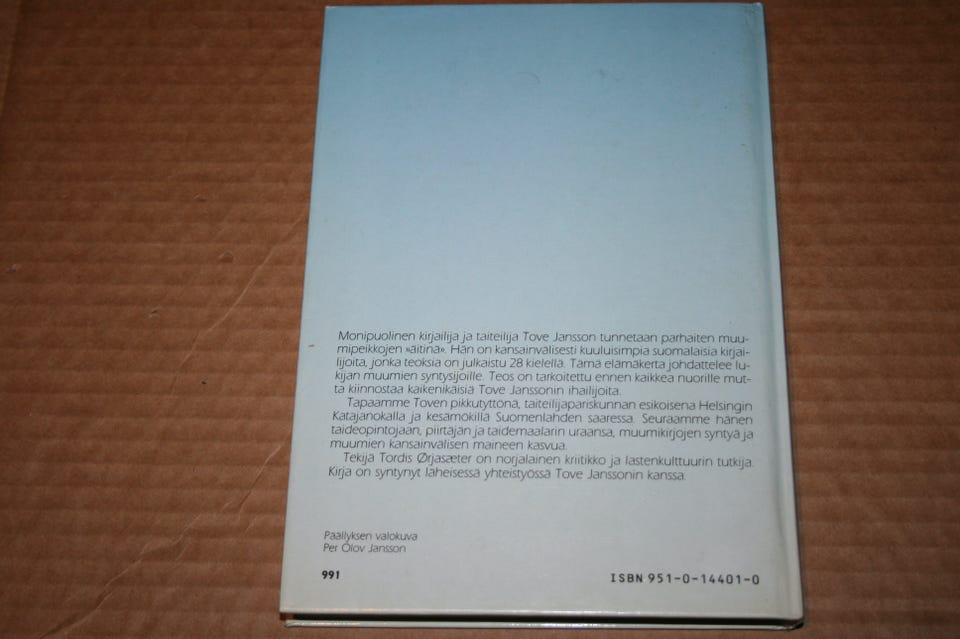 Monipuolinen kirjailija ja taiteilija Tove Jansson tunnetaan parhaiten muu-
mipeikkojen »äitinä». Hän on kansainvälisesti kuuluisimpia suomalaisia kirjai-
lijoita, jonka teoksia on julkaistu 28 kielellä. Tämä elämäkerta johdattelee lu-
kijan muumien syntysijoille. Teos on tarkoitettu ennen kaikkea nuorille mut-
ta kiinnostaa kaikenikäisiä Tove Janssonin ihailijoita.
Tapaamme Toven pikkutyttönä, taiteilijapariskunnan esikoisena Helsingin
Katajanokalla ja kesämökillä Suomenlahden saaressa. Seuraamme hänen
taideopintojaan, piirtäjän ja taidemaalarin uraansa, muumikirjojen syntyä ja
muumien kansainvälisen maineen kasvua.
Tekijä Tordis Ørjasæter on norjalainen kriitikko ja lastenkulttuurin tutkija.
Kirja on syntynyt läheisessä yhteistyössä Tove Janssonin kanssa.
Päällyksen valokuva
Per Olov Jansson
991
ISBN 951-0-14401-0